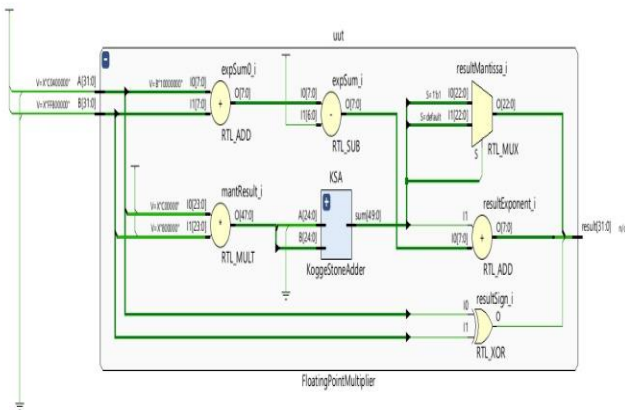 uut
V=X"C0400000" A[31:0]
B[31:0]
expSum0_i
V=B"10000000" I0[7:0]
I1[7:0]
O[7:0]
+
RTL_ADD
expSum_i
I0[7:0]
I1[6:0]
O[7:0]
-
RTL_SUB
resultMantissa_i
S=1'b1 I0[22:0]
S=default I1[22:0]
O[22:0]
S
RTL_MUX
mantResult_i
V=X"C00000" I0[23:0]
V=X"800000" I1[23:0]
O[47:0]
+
RTL_MULT
KSA
A[24:0]
B[24:0]
sum[49:0]
KoggeStoneAdder
resultExponent_i
I1
I0[7:0]
O[7:0]
+
RTL_ADD
result[31:0]
resultSign_i
I0
I1
O
RTL_XOR
FloatingPointMultiplier